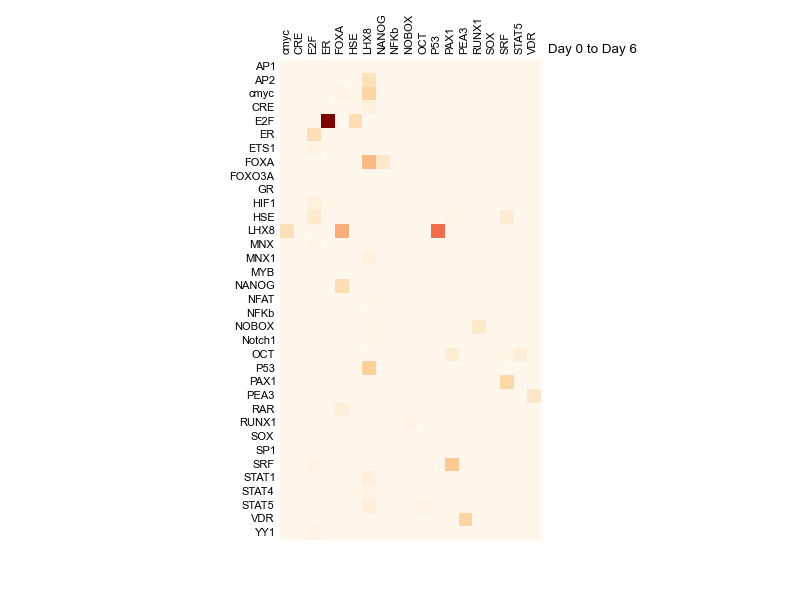 cmyc CRE E2F ER FOXA HSE LHX8 NANOG NFKb NOBOX OCT P53 PAX1 PEA3 RUNX1 SOX SRF STAT5 VDR
Day 0 to Day 6
AP1
AP2
cmyc
CRE
E2F
ER
ETS1
FOXA
FOXO3A
GR
HIF1
HSE
LHX8
MNX
MNX1
MYB
NANOG
NFAT
NFKb
NOBOX
Notch1
OCT
P53
PAX1
PEA3
RAR
RUNX1
SOX
SP1
SRF
STAT1
STAT4
STAT5
VDR
YY1